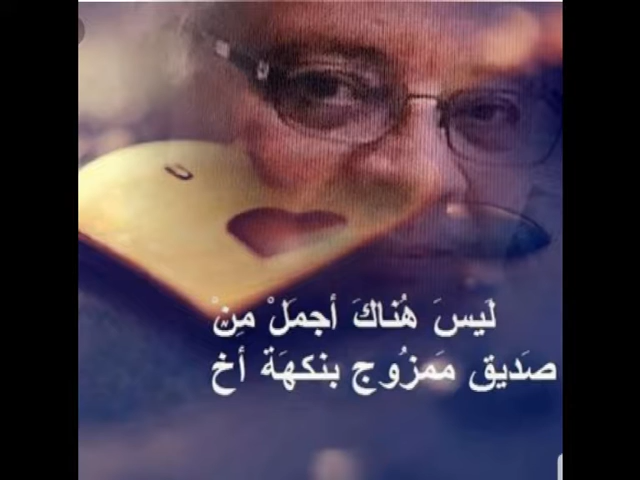 لَيسَ هُناكَ أجمَلْ مِنْ
صَديق مَمزُوج بنكهَة أخ